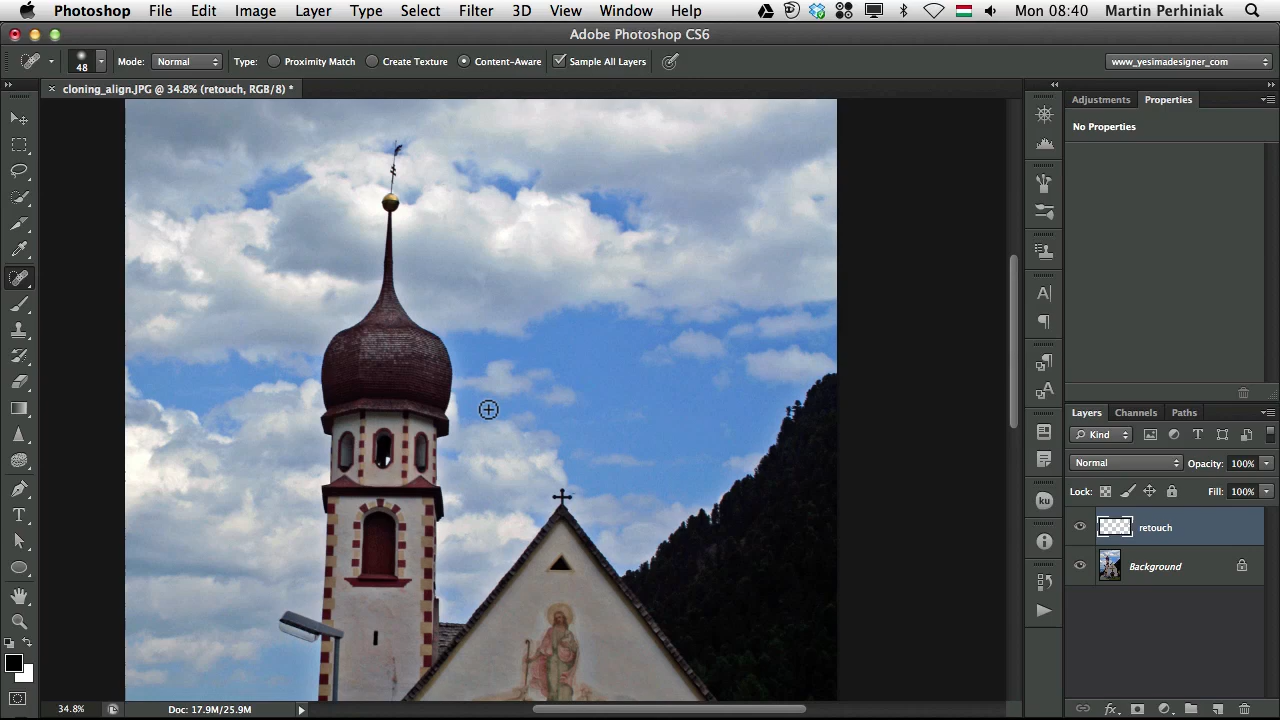 Photoshop File Edit Image Layer Type Select Filter 3D View Window Help Mon 08:40 Martin Perhiniak
Adobe Photoshop CS6
48 Mode: Normal Type: Proximity Match Create Texture Content-Aware Sample All Layers www_yesimadesigner_com
× cloning_align.JPG @ 34.8% (retouch, RGB/8) *
Adjustments Properties
No Properties
Layers Channels Paths
Kind
Normal Opacity: 100%
Lock: Fill: 100%
retouch
Background
34.8% Doc: 17.9M/25.9M